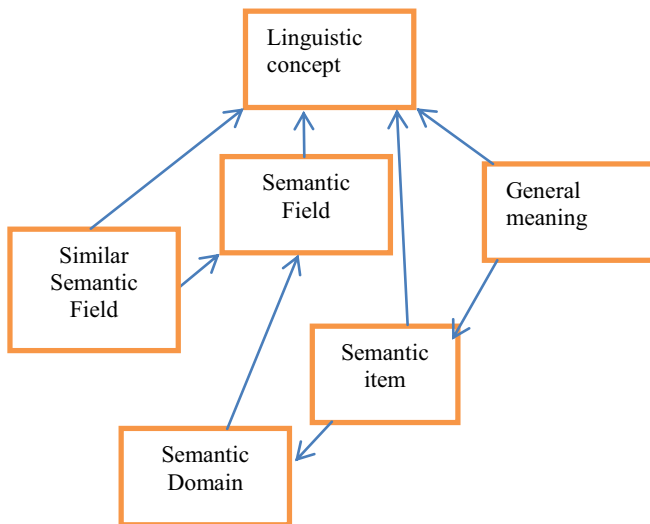 Linguistic
concept
Semantic
Field
General
meaning
Similar
Semantic
Field
Semantic
item
Semantic
Domain